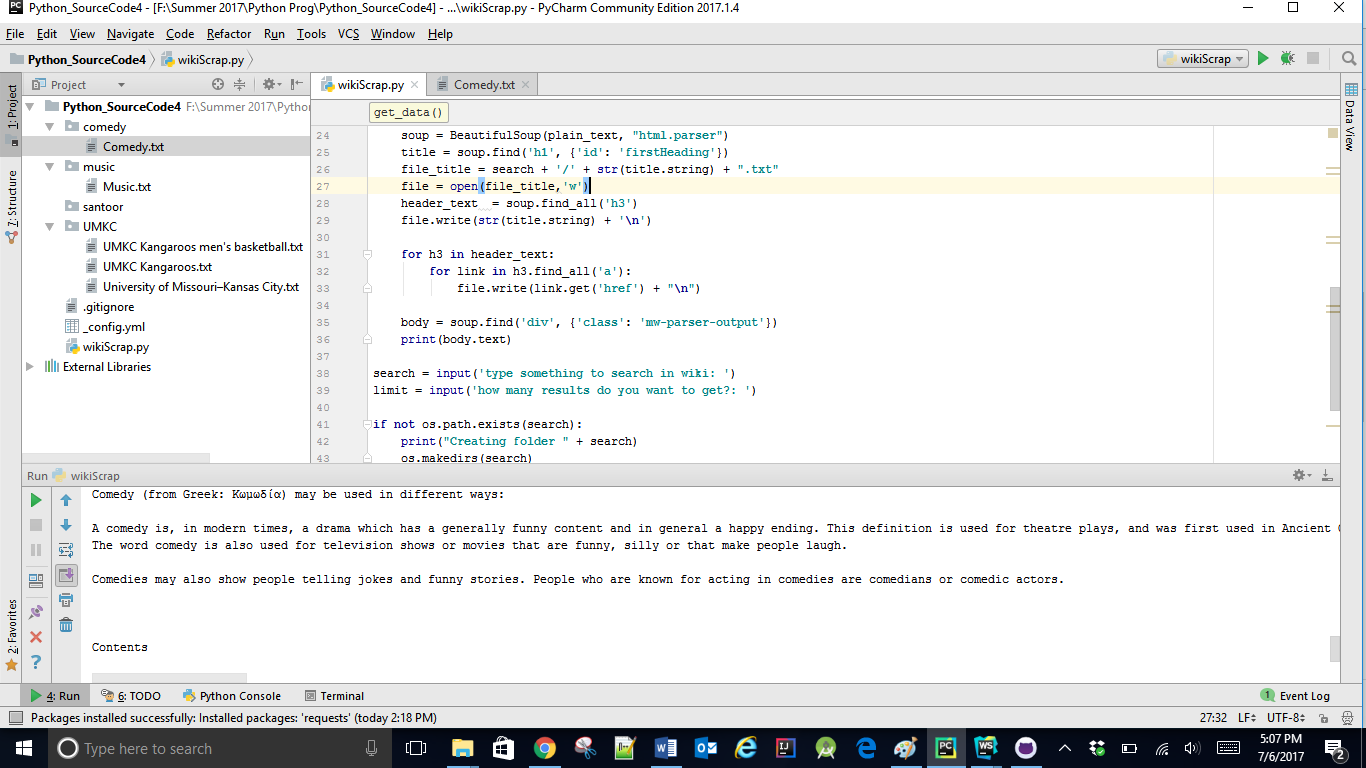 Python_SourceCode4 - [F:\Summer 2017\Python Prog\Python_SourceCode4] - ...\wikiScrap.py - PyCharm Community Edition 2017.1.4
File Edit View Navigate Code Refactor Run Tools VCS Window Help
Python_SourceCode4 wikiScrap.py wikiScrap
Project wikiScrap.py Comedy.txt
1: Project
7: Structure
2: Favorites
Data View
Python_SourceCode4 F:\Summer 2017\Pytho
comedy
Comedy.txt
music
Music.txt
santoor
UMKC
UMKC Kangaroos men's basketball.txt
UMKC Kangaroos.txt
University of Missouri–Kansas City.txt
.gitignore
_config.yml
wikiScrap.py
External Libraries
get_data()
24 soup = BeautifulSoup(plain_text, "html.parser")
25 title = soup.find('h1', {'id': 'firstHeading'})
26 file_title = search + '/' + str(title.string) + ".txt"
27 file = open(file_title,'w')
28 header_text  = soup.find_all('h3')
29 file.write(str(title.string) + '\n')
30
31 for h3 in header_text:
32 for link in h3.find_all('a'):
33 file.write(link.get('href') + "\n")
34
35 body = soup.find('div', {'class': 'mw-parser-output'})
36 print(body.text)
37
38 search = input('type something to search in wiki: ')
39 limit = input('how many results do you want to get?: ')
40
41 if not os.path.exists(search):
42 print("Creating folder " + search)
43 os.makedirs(search)
Run wikiScrap
Comedy (from Greek: Κωμωδία) may be used in different ways:
A comedy is, in modern times, a drama which has a generally funny content and in general a happy ending. This definition is used for theatre plays, and was first used in Ancient
The word comedy is also used for television shows or movies that are funny, silly or that make people laugh.
Comedies may also show people telling jokes and funny stories. People who are known for acting in comedies are comedians or comedic actors.
Contents
4: Run 6: TODO Python Console Terminal 1 Event Log
Packages installed successfully: Installed packages: 'requests' (today 2:18 PM) 27:32 LF UTF-8
Type here to search
5:07 PM
7/6/2017
2